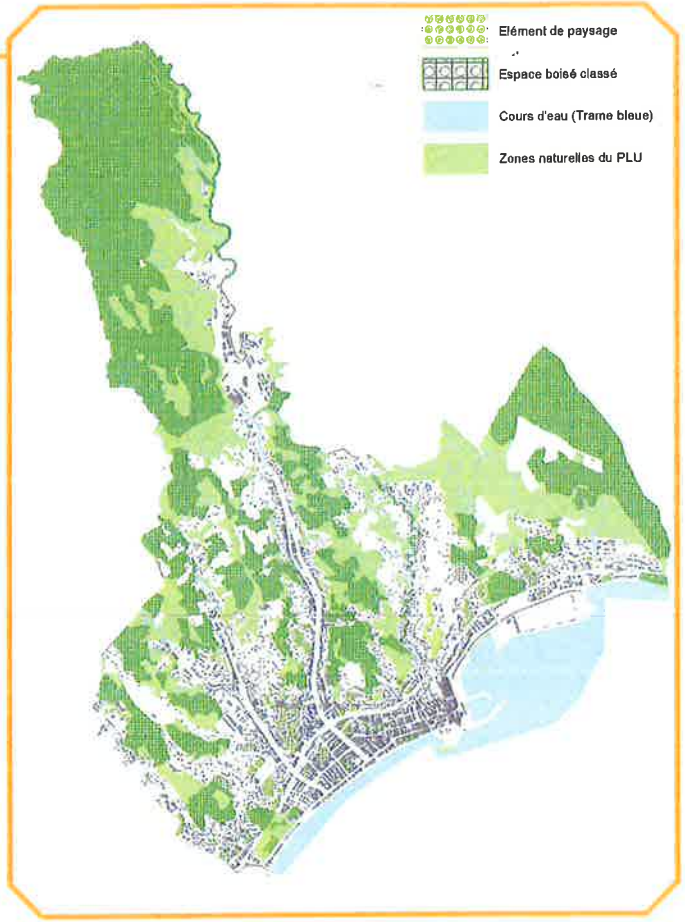 Elément de paysage
Espace boisé classé
Cours d'eau (Trame bleue)
Zones naturelles du PLU